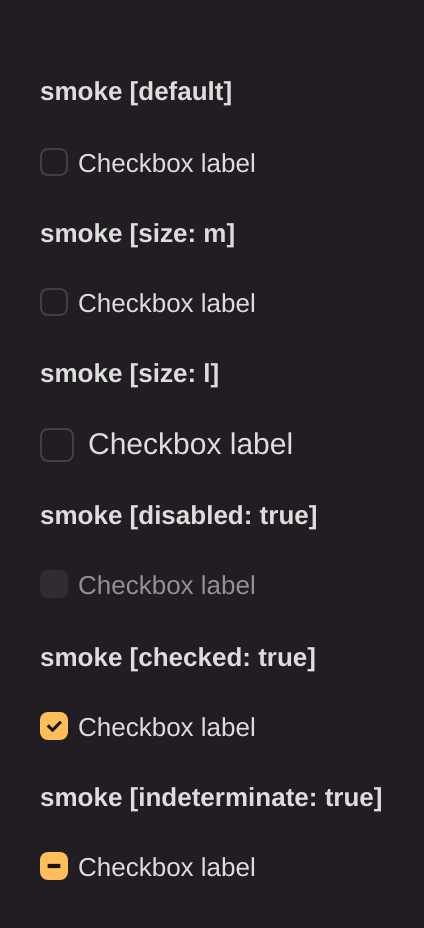 smoke [default]
Checkbox label
smoke [size: m]
Checkbox label
smoke [size: l]
Checkbox label
smoke [disabled: true]
Checkbox label
smoke [checked: true]
Checkbox label
smoke [indeterminate: true]
Checkbox label